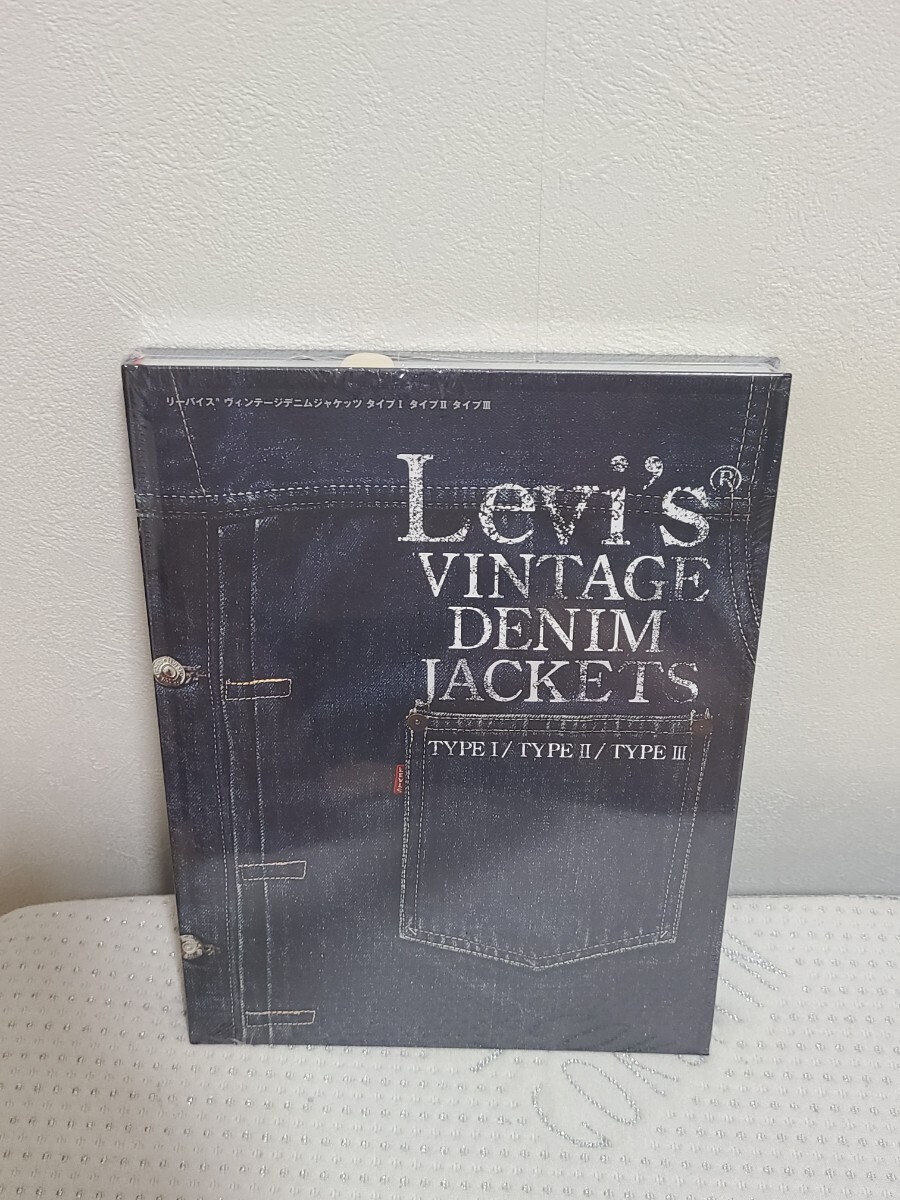 リーバイス® ヴィンテージデニムジャケッツ タイプⅠ タイプⅡ タイプⅢ
Levi's®
VINTAGE
DENIM
JACKETS
TYPE Ⅰ/ TYPE Ⅱ/ TYPE Ⅲ